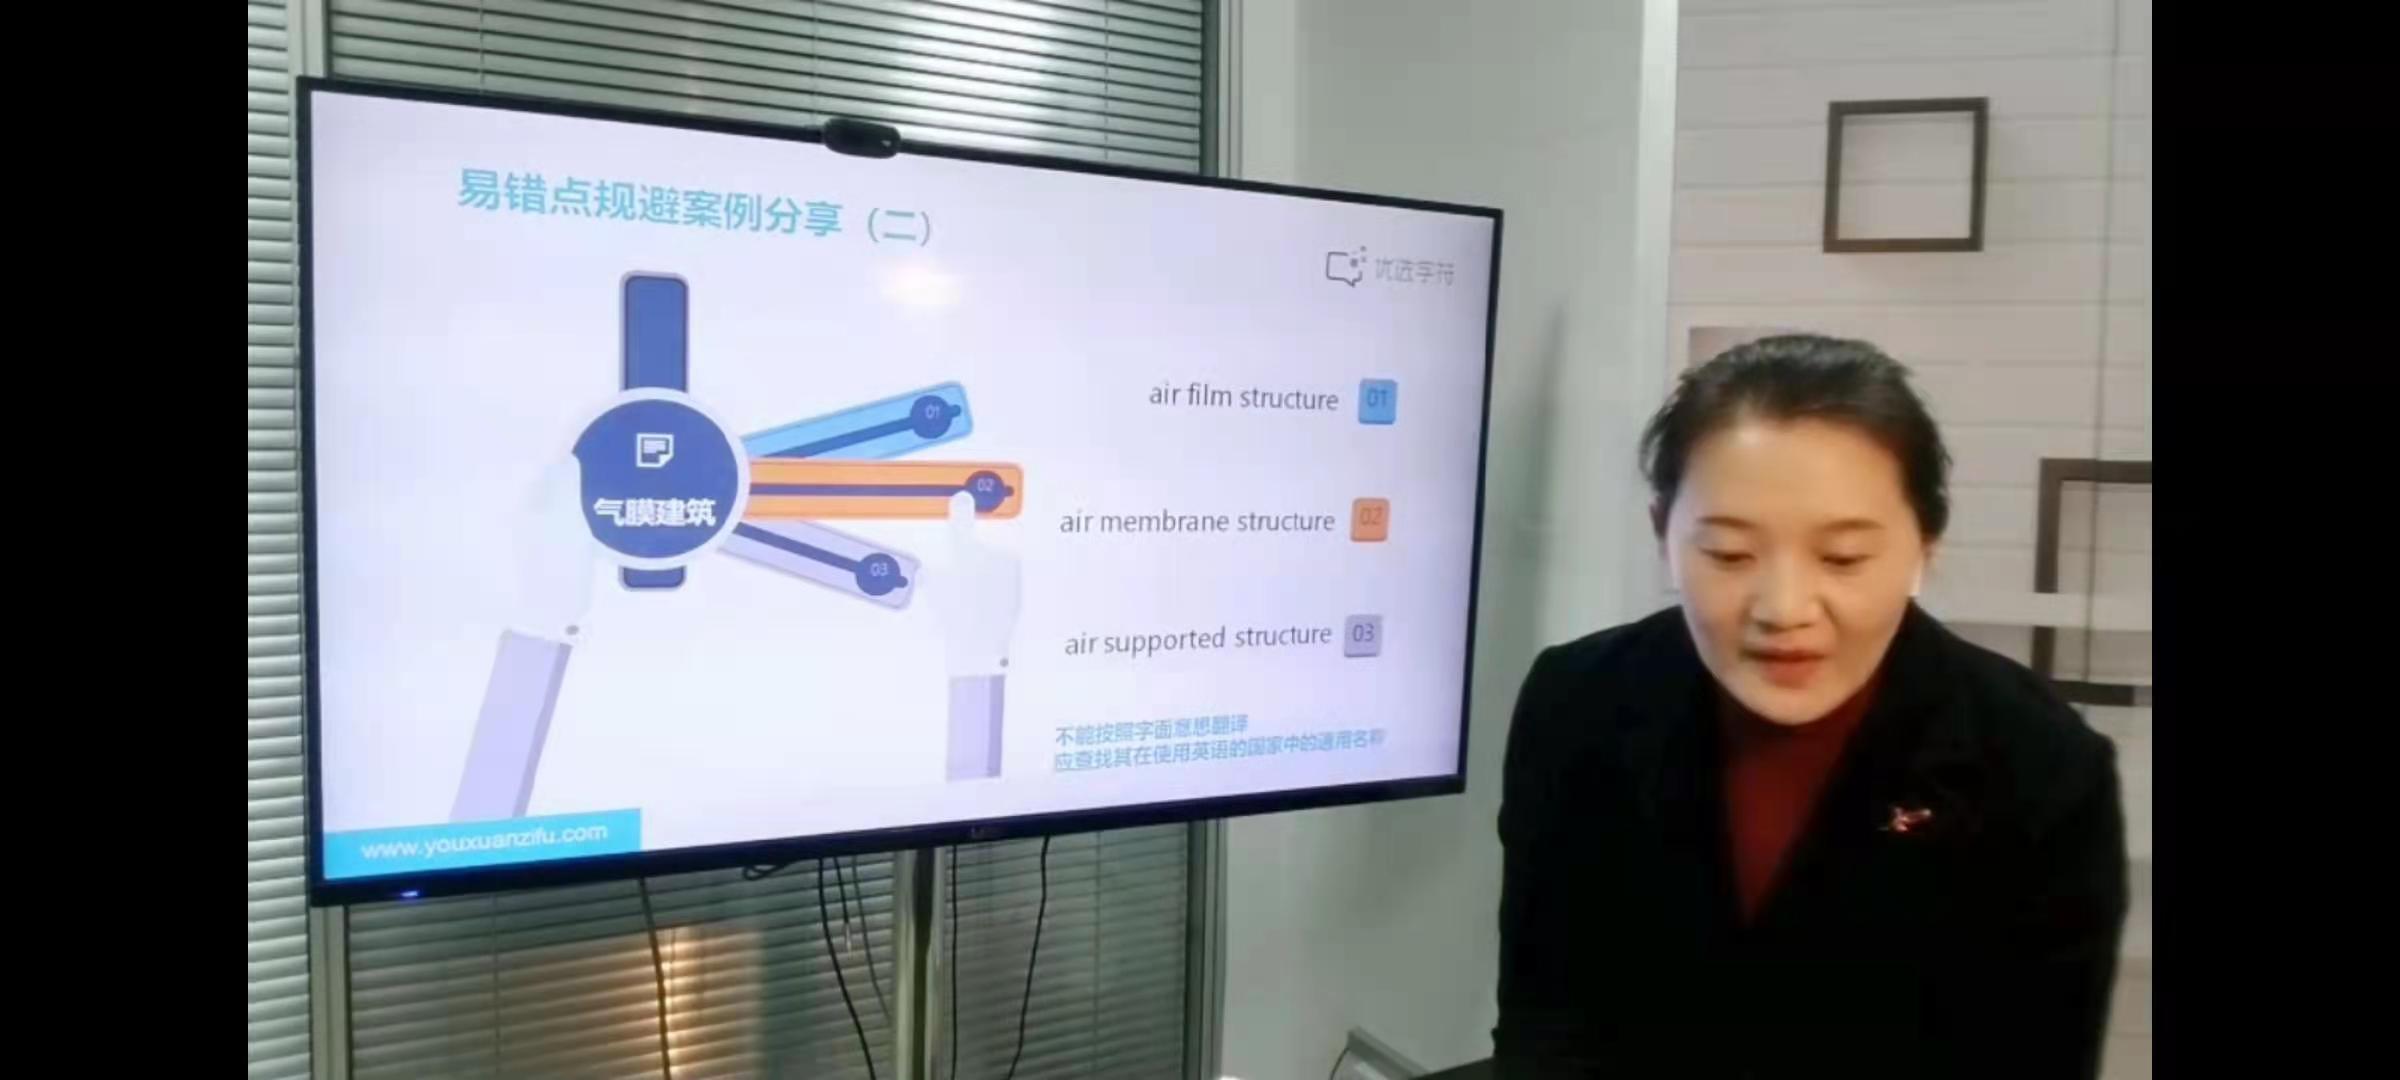 易错点规避案例分享（二）
优选字符
01
air film structure 01
02
气膜建筑
air membrane structure 02
03
air supported structure 03
不能按照字面意思翻译
应查找其在使用英语的国家中的通用名称
www.youxuanzifu.com